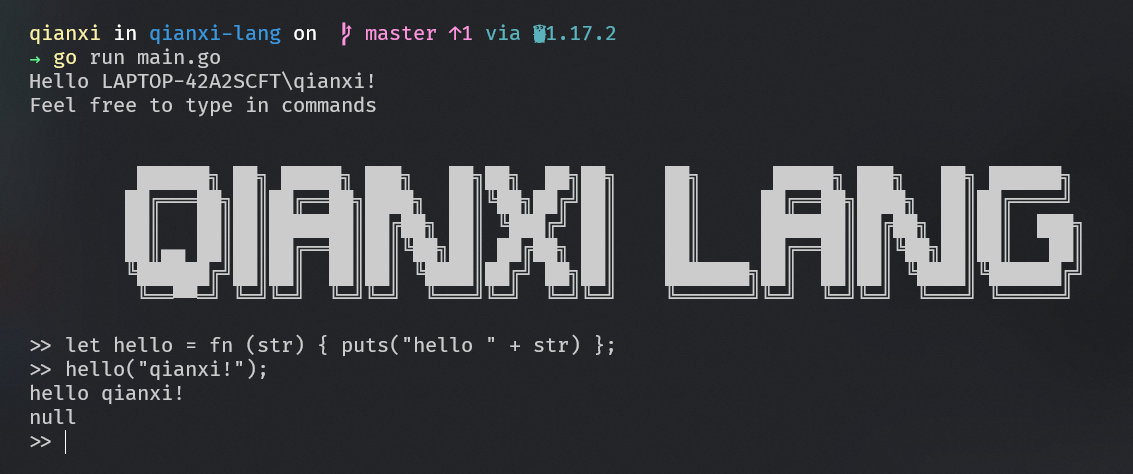 qianxi in qianxi-lang on master ↑1 via 1.17.2
→ go run main.go
Hello LAPTOP-42A2SCFT\qianxi!
Feel free to type in commands
QIANXI LANG
>> let hello = fn (str) { puts("hello " + str) };
>> hello("qianxi!");
hello qianxi!
null
>>